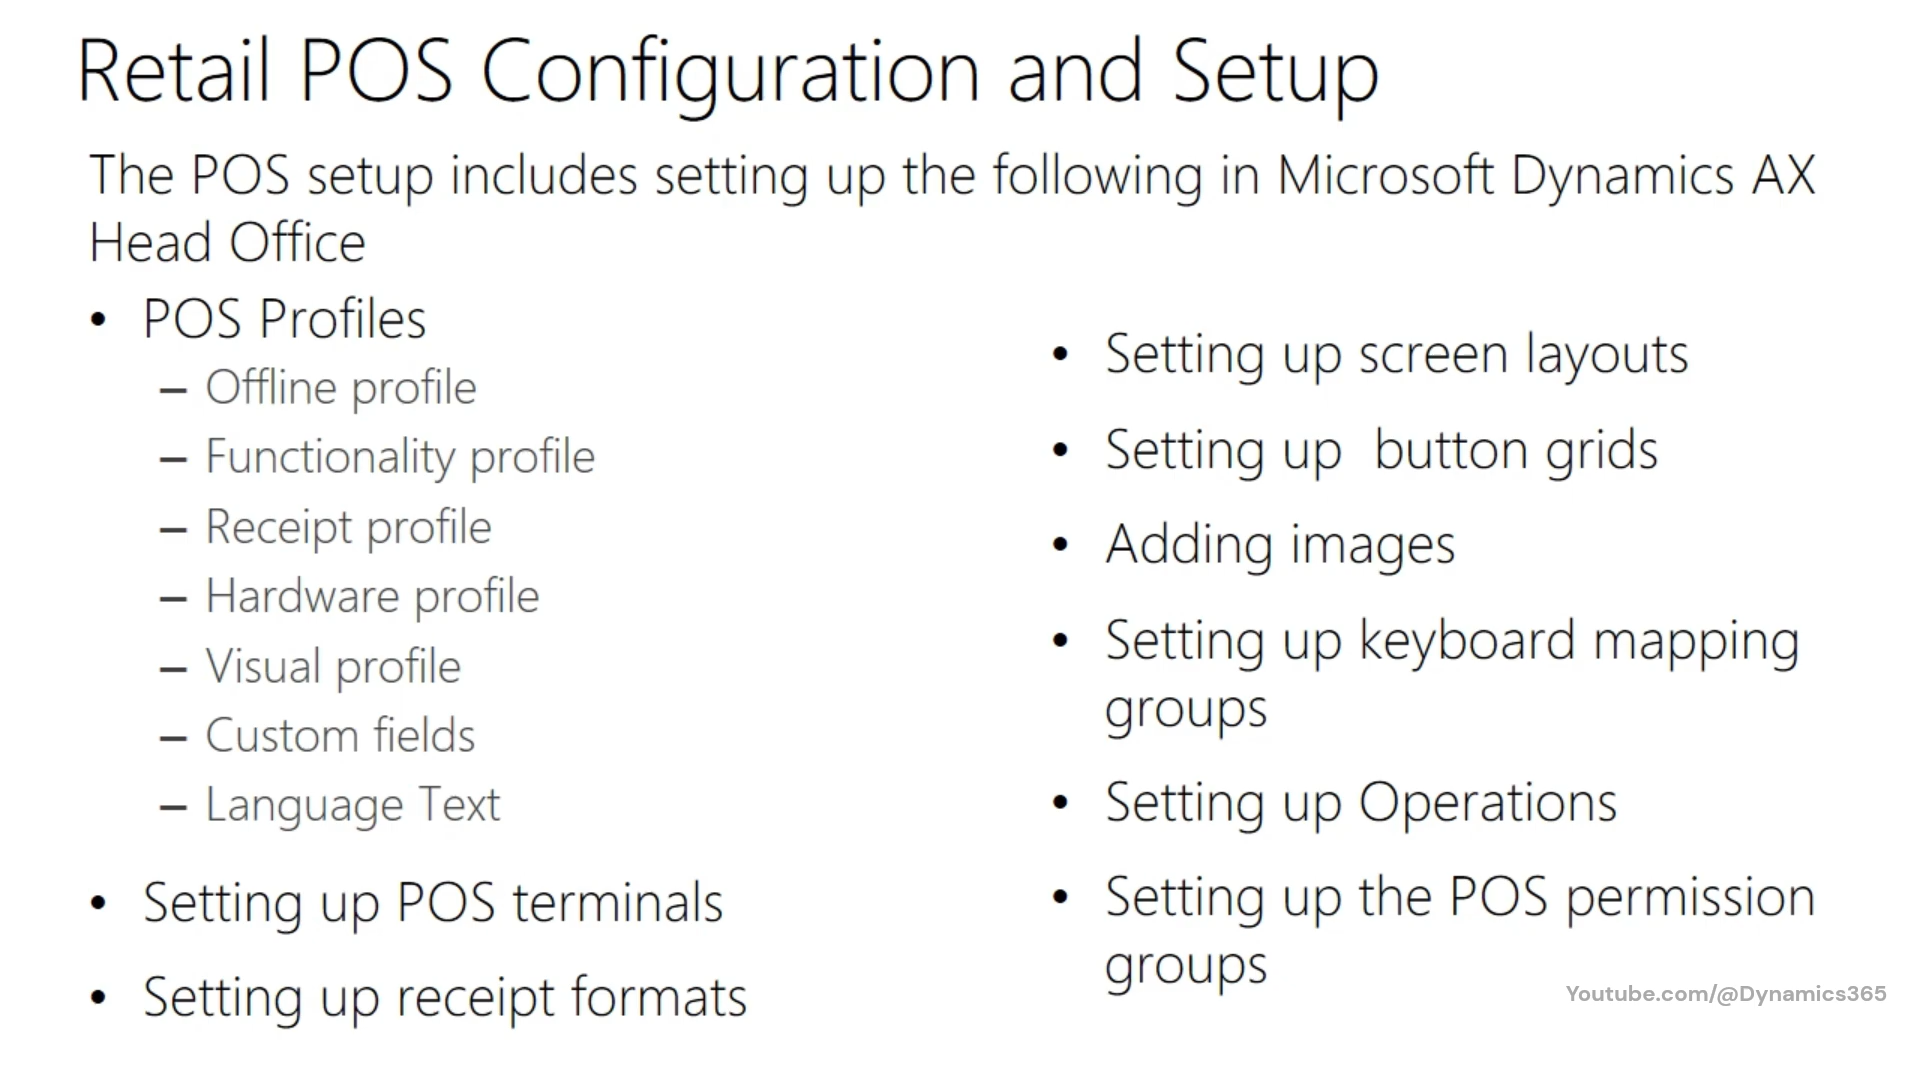 Retail POS Configuration and Setup
The POS setup includes setting up the following in Microsoft Dynamics AX
Head Office
• POS Profiles
– Offline profile
– Functionality profile
– Receipt profile
– Hardware profile
– Visual profile
– Custom fields
– Language Text
• Setting up POS terminals
• Setting up receipt formats
• Setting up screen layouts
• Setting up  button grids
• Adding images
• Setting up keyboard mapping
groups
• Setting up Operations
• Setting up the POS permission
groups
Youtube.com/@Dynamics365